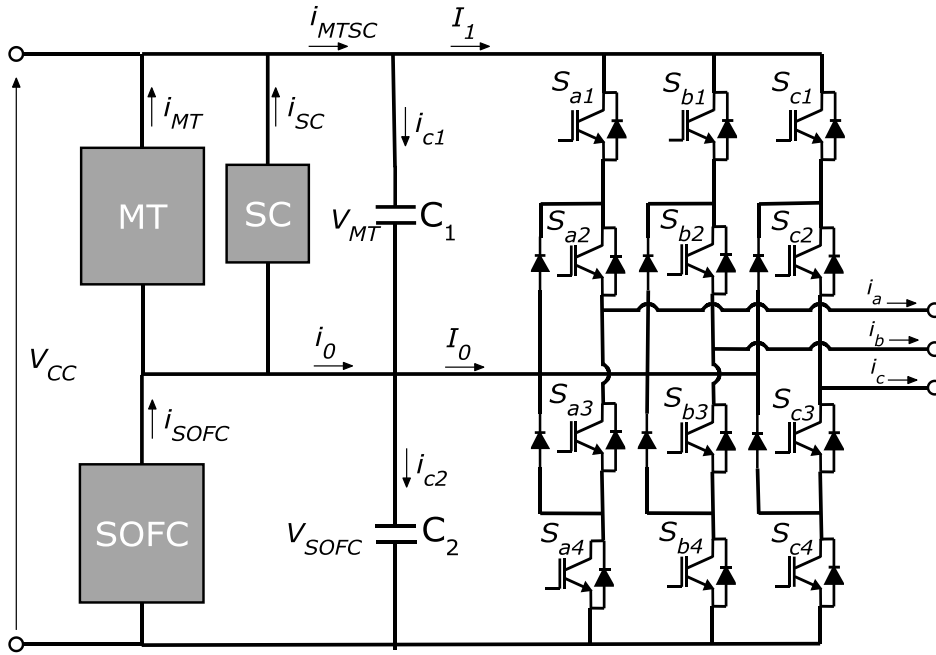 i_MTSC I_1
S_a1 S_b1 S_c1
i_MT i_SC i_c1
MT SC
V_MT C_1
S_a2 S_b2 S_c2
i_a
i_0 I_0 i_b
V_CC i_c
S_a3 S_b3 S_c3
i_SOFC
i_c2
SOFC V_SOFC C_2
S_a4 S_b4 S_c4